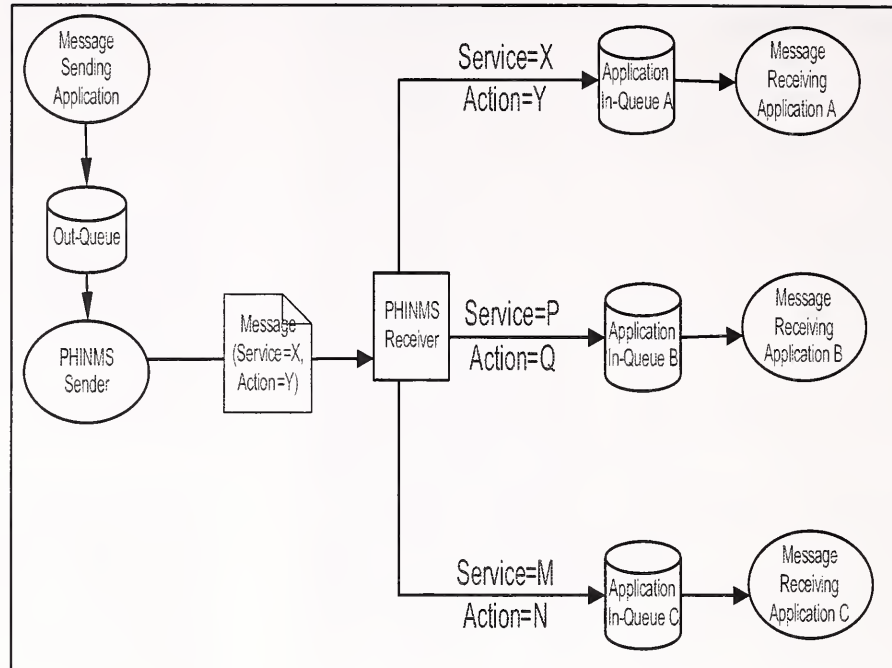 Message
Sending
Application
Out-Queue
PHINMS
Sender
Message
(Service=X,
Action=Y)
PHINMS
Receiver
Service=X
Action=Y
Application
In-Queue A
Message
Receiving
Application A
Service=P
Action=Q
Application
In-Queue B
Message
Receiving
Application B
Service=M
Action=N
Application
In-Queue C
Message
Receiving
Application C